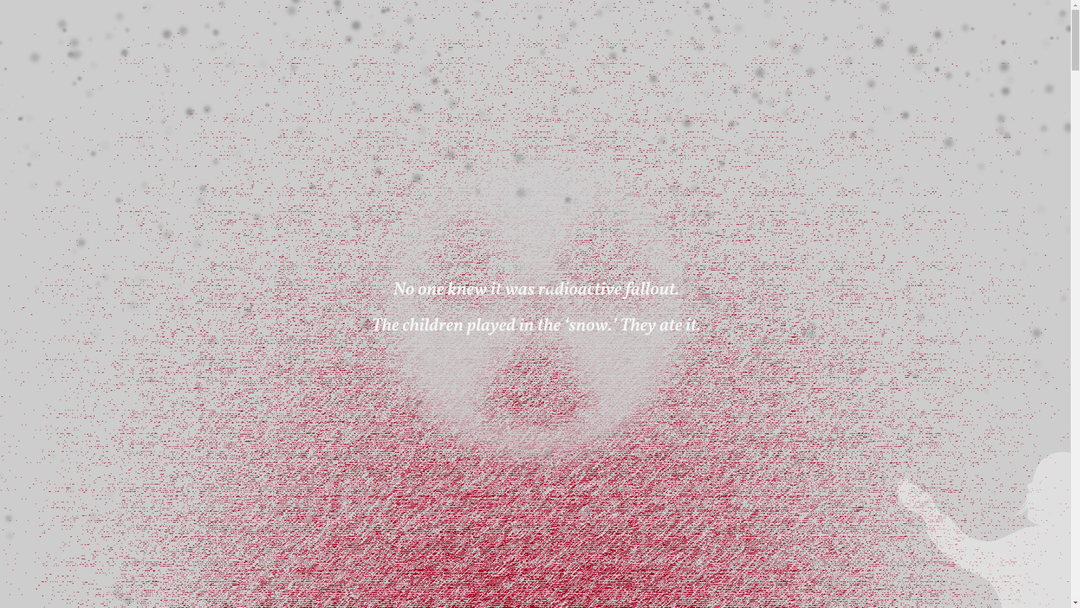 No one knew it was radioactive fallout.
The children played in the ‘snow.’ They ate it.